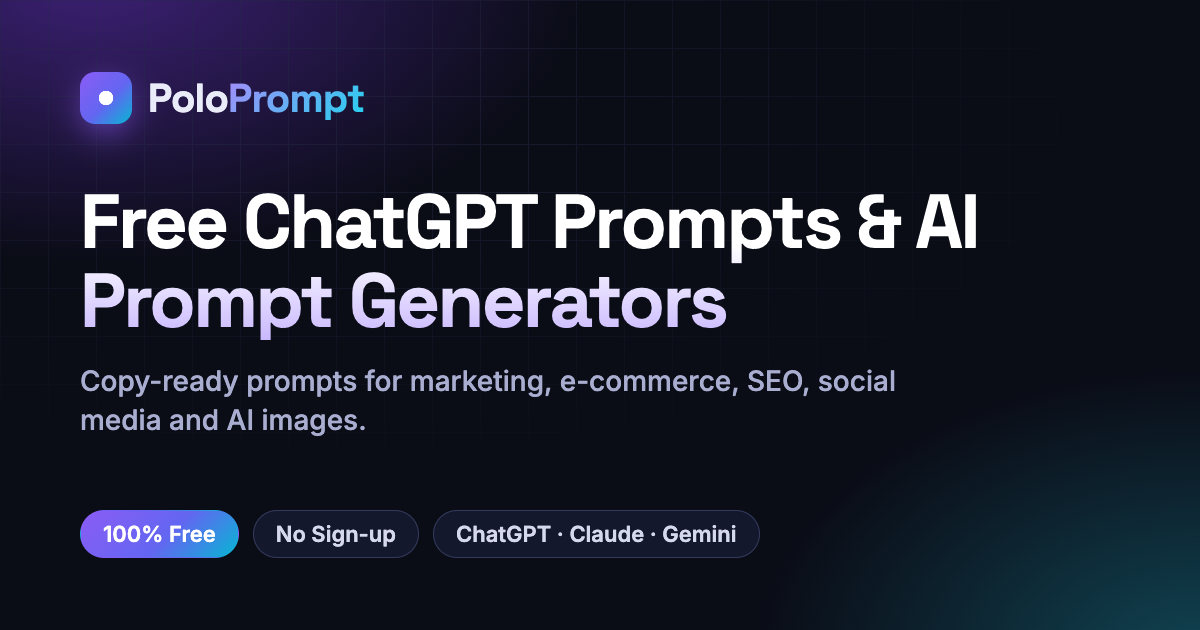 PoloPrompt
Free ChatGPT Prompts & AI
Prompt Generators
Copy-ready prompts for marketing, e-commerce, SEO, social
media and AI images.
100% Free
No Sign-up
ChatGPT · Claude · Gemini